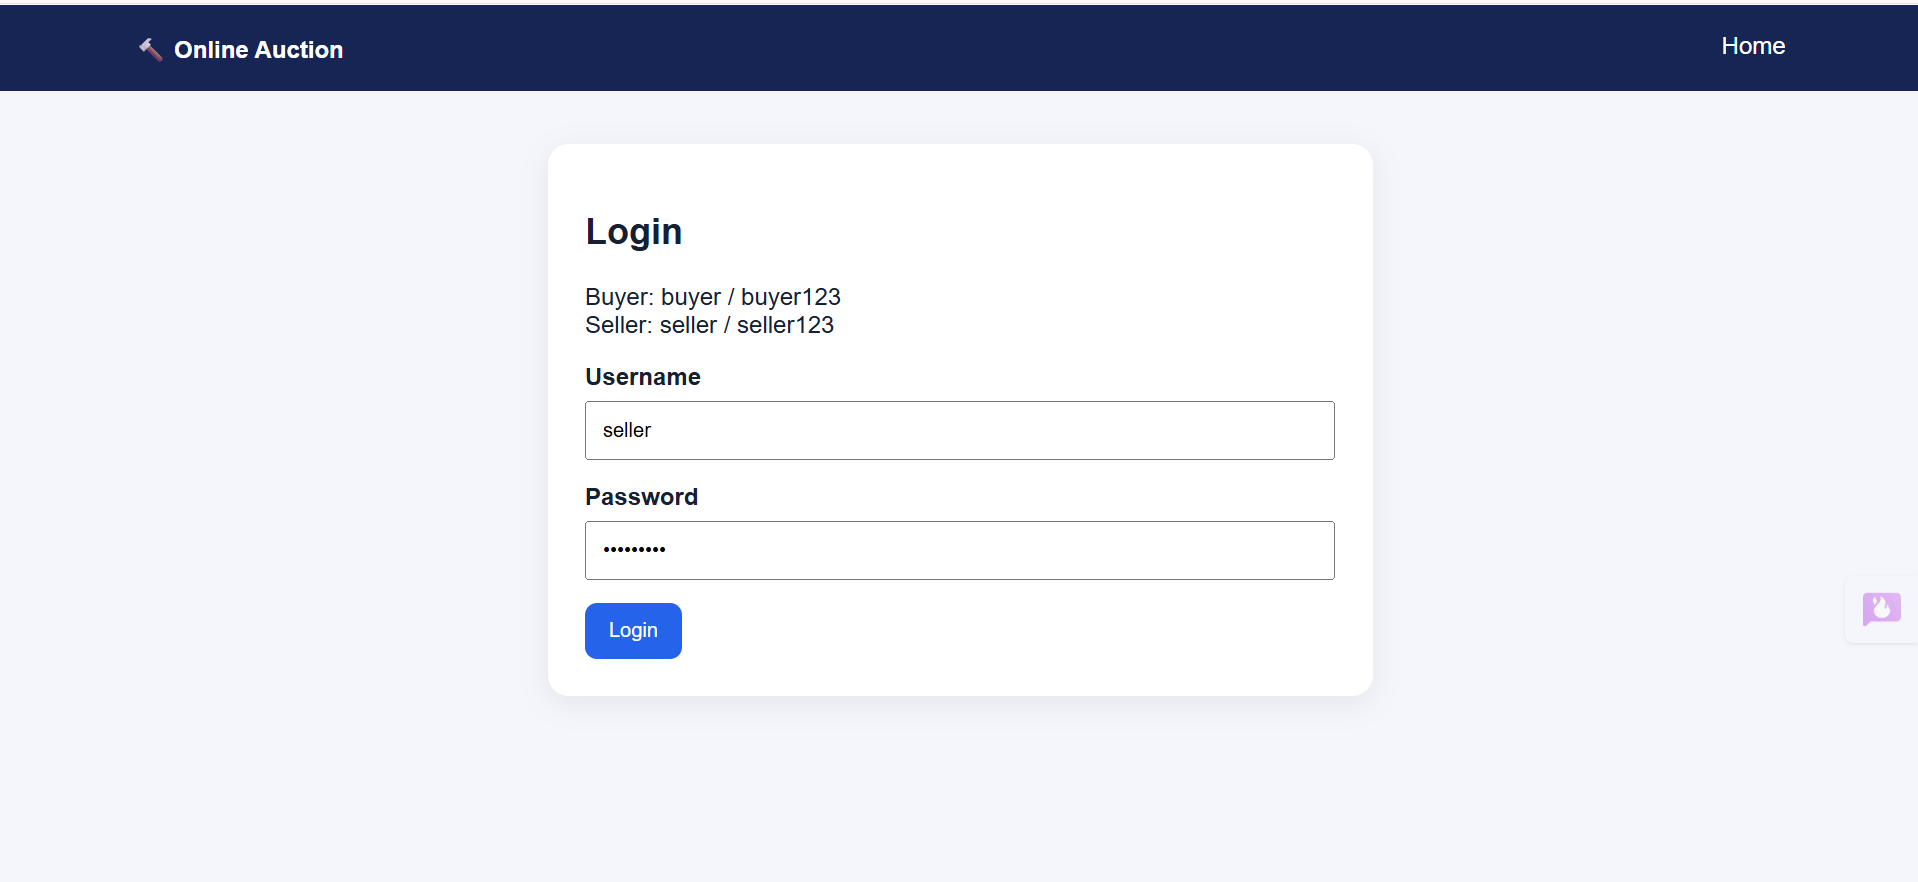 Online Auction
Home
Login
Buyer: buyer / buyer123
Seller: seller / seller123
Username
seller
Password
•••••••••
Login